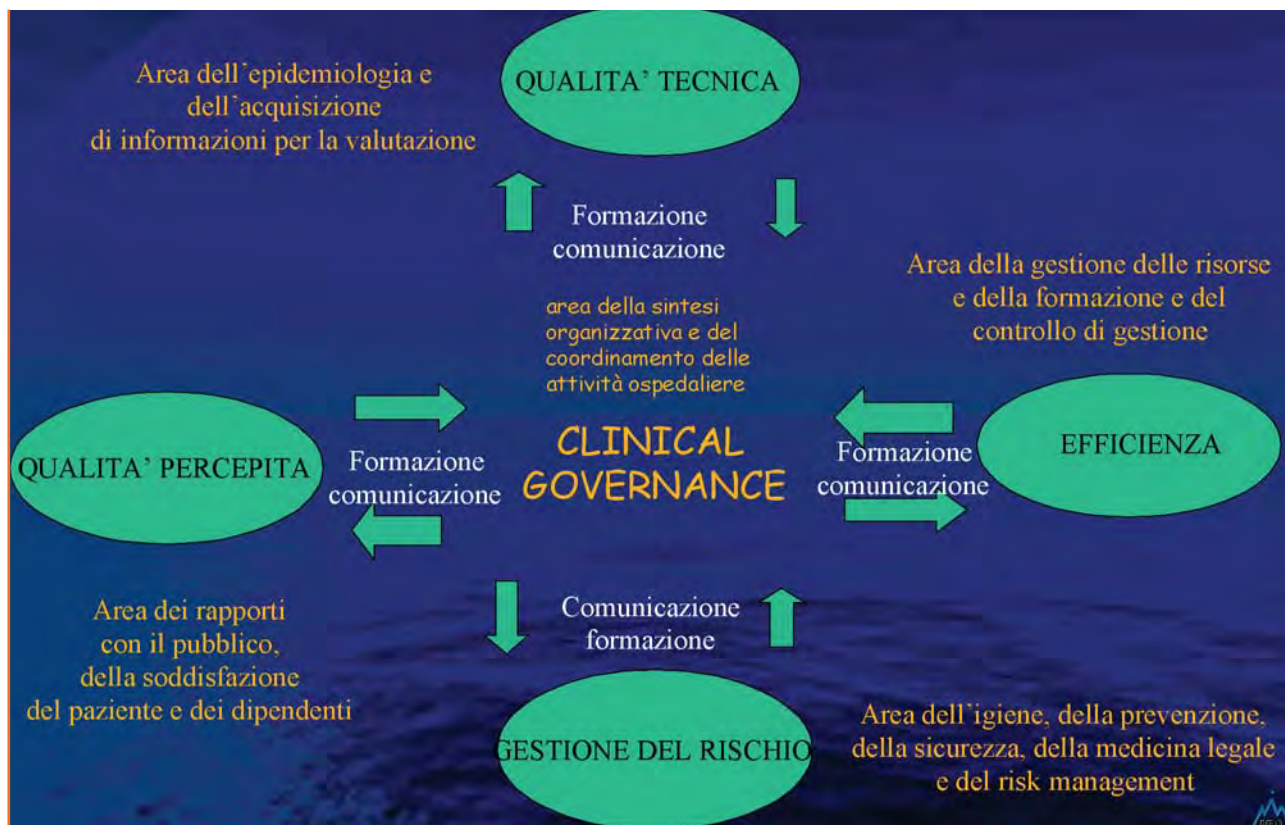 Area dell'epidemiologia e
dell'acquisizione
di informazioni per la valutazione
QUALITA' TECNICA
Formazione
comunicazione
Area della gestione delle risorse
e della formazione e del
controllo di gestione
area della sintesi
organizzativa e del
coordinamento delle
attività ospedaliere
QUALITA' PERCEPITA
Formazione
comunicazione
CLINICAL
GOVERNANCE
Formazione
comunicazione
EFFICIENZA
Area dei rapporti
con il pubblico,
della soddisfazione
del paziente e dei dipendenti
Comunicazione
formazione
GESTIONE DEL RISCHIO
Area dell'igiene, della prevenzione,
della sicurezza, della medicina legale
e del risk management